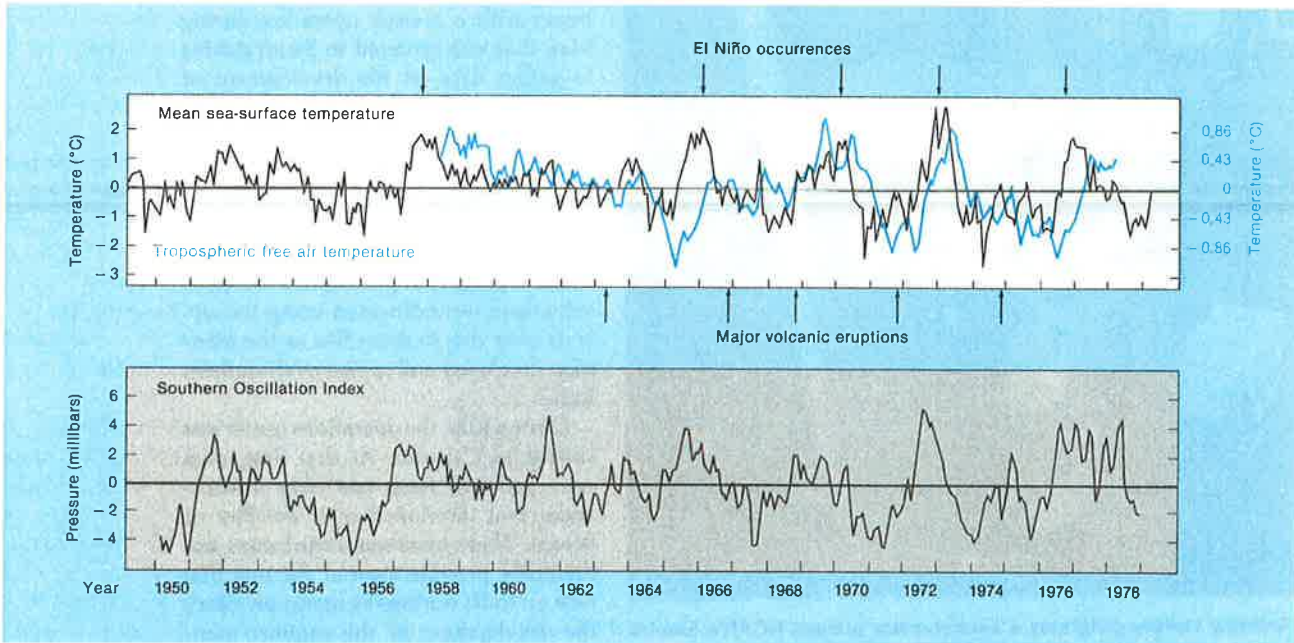 El Niño occurrences
Mean sea-surface temperature
Temperature (°C)
2
1
0
– 1
– 2
– 3
Tropospheric free air temperature
0,86
0,43
0
– 0,43
– 0.86
Temperature (°C)
Major volcanic eruptions
Southern Oscillation Index
Pressure (millibars)
6
4
2
0
– 2
– 4
Year 1950 1952 1954 1956 1958 1960 1962 1964 1966 1968 1970 1972 1974 1976 1978